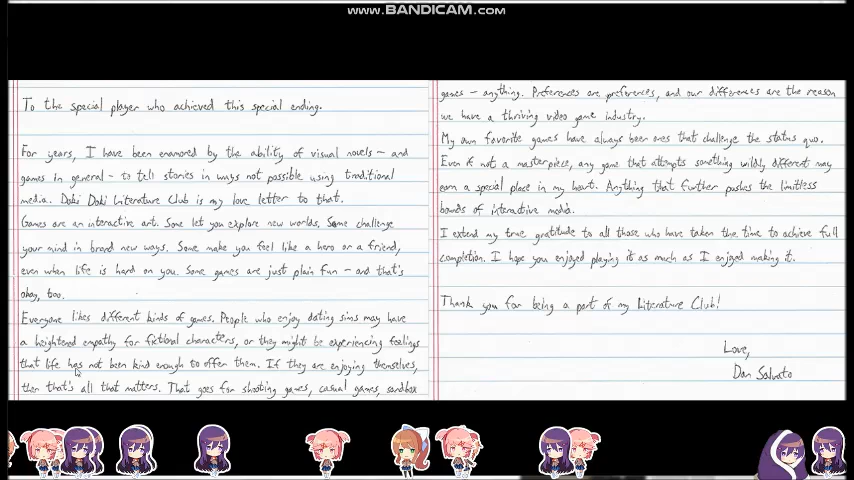 www.BANDICAM.com
To the special player who achieved this special ending.
For years, I have been enamored by the ability of visual novels - and
games in general - to tell stories in ways not possible using traditional
media. Doki Doki Literature Club is my love letter to that.
Games are an interactive art. Some let you explore new worlds. Some challenge
your mind in brand new ways. Some make you feel like a hero or a friend,
even when life is hard on you. Some games are just plain fun - and that's
okay, too.
Everyone likes different kinds of games. People who enjoy dating sims may have
a heightened empathy for fictional characters, or they might be experiencing feelings
that life has not been kind enough to offer them. If they are enjoying themselves,
then that's all that matters. That goes for shooting games, casual games, sandbox
games - anything. Preferences are preferences, and our differences are the reason
we have a thriving video game industry.
My own favorite games have always been ones that challenge the status quo.
Even if not a masterpiece, any game that attempts something wildly different may
earn a special place in my heart. Anything that further pushes the limitless
bounds of interactive media.
I extend my true gratitude to all those who have taken the time to achieve full
completion. I hope you enjoyed playing it as much as I enjoyed making it.
Thank you for being a part of my Literature Club!
Love,
Dan Salvato